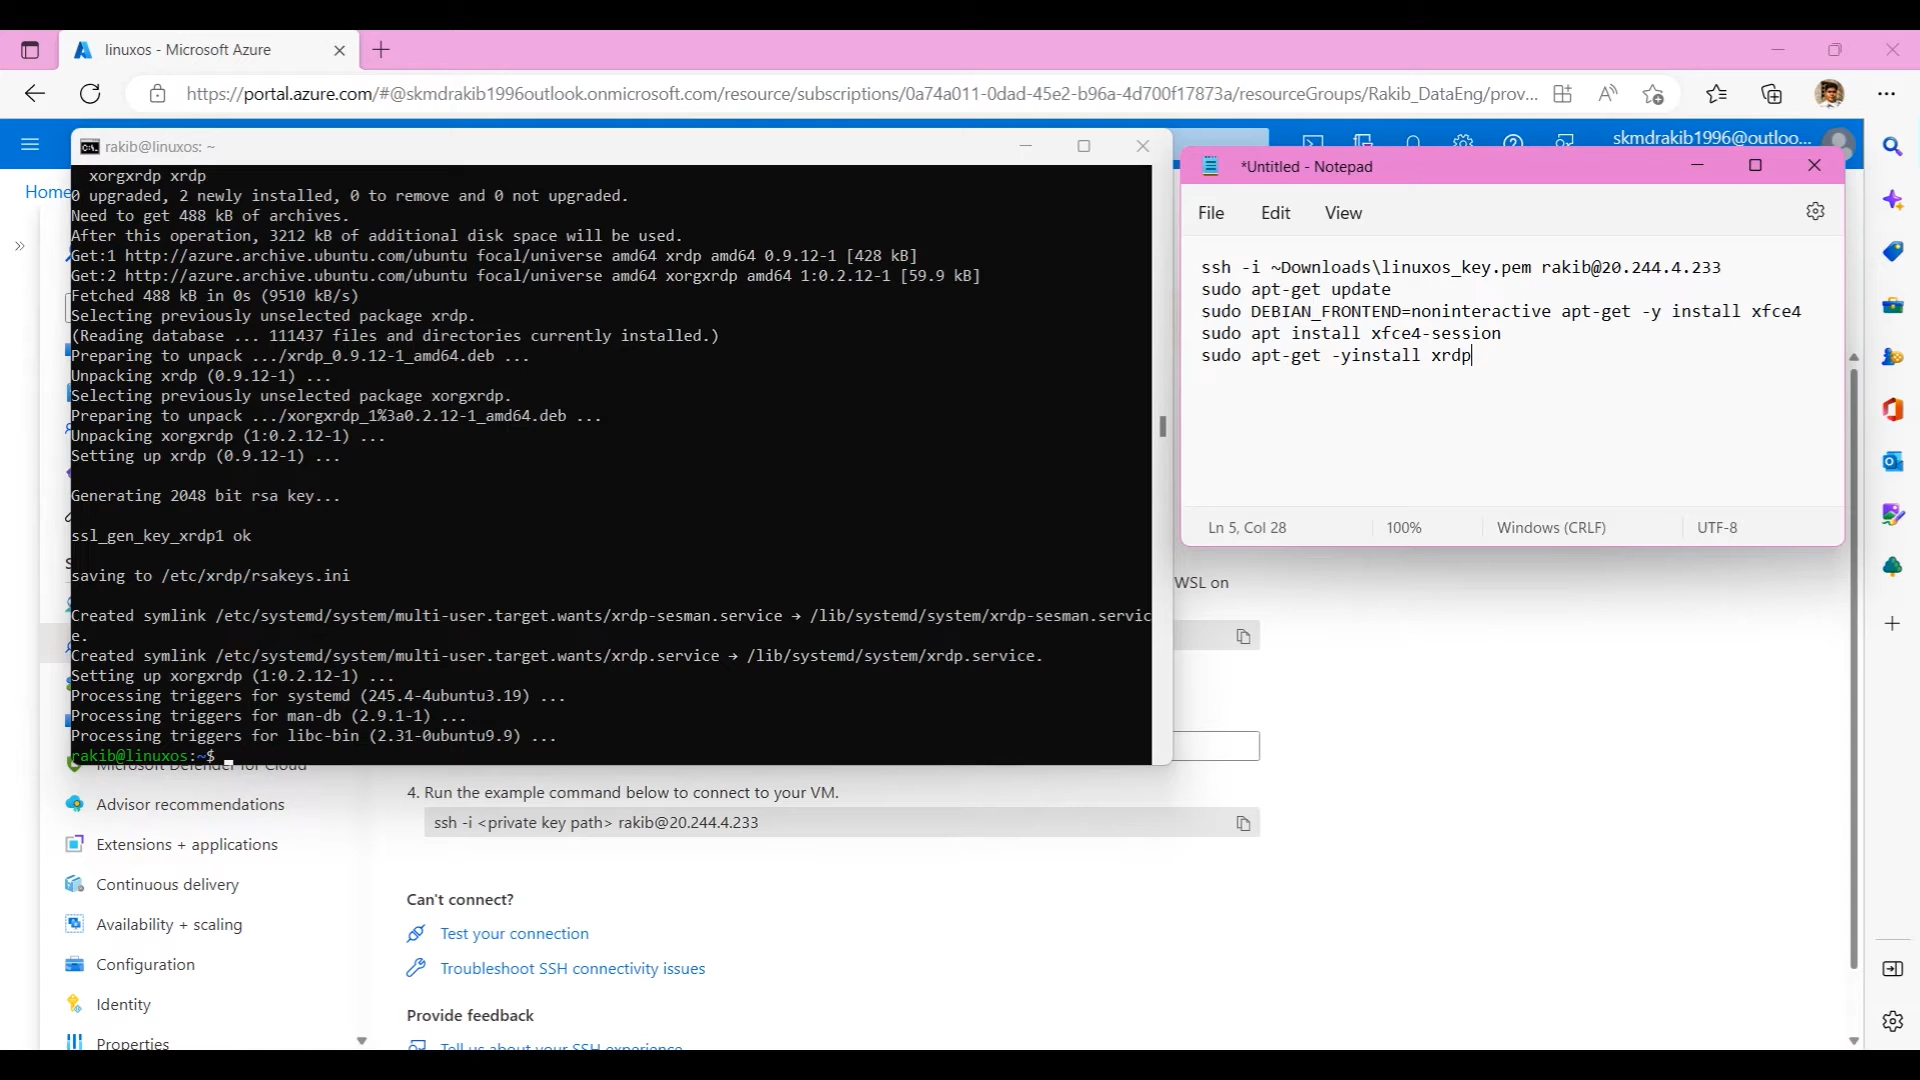 linuxos - Microsoft Azure
https://portal.azure.com/#@skmdrakib1996outlook.onmicrosoft.com/resource/subscriptions/0a74a011-0dad-45e2-b96a-4d700f17873a/resourceGroups/Rakib_DataEng/prov...
skmdrakib1996@outloo...
Home
rakib@linuxos: ~
xorgxrdp xrdp
0 upgraded, 2 newly installed, 0 to remove and 0 not upgraded.
Need to get 488 kB of archives.
After this operation, 3212 kB of additional disk space will be used.
Get:1 http://azure.archive.ubuntu.com/ubuntu focal/universe amd64 xrdp amd64 0.9.12-1 [428 kB]
Get:2 http://azure.archive.ubuntu.com/ubuntu focal/universe amd64 xorgxrdp amd64 1:0.2.12-1 [59.9 kB]
Fetched 488 kB in 0s (9510 kB/s)
Selecting previously unselected package xrdp.
(Reading database ... 111437 files and directories currently installed.)
Preparing to unpack .../xrdp_0.9.12-1_amd64.deb ...
Unpacking xrdp (0.9.12-1) ...
Selecting previously unselected package xorgxrdp.
Preparing to unpack .../xorgxrdp_1%3a0.2.12-1_amd64.deb ...
Unpacking xorgxrdp (1:0.2.12-1) ...
Setting up xrdp (0.9.12-1) ...
Generating 2048 bit rsa key...
ssl_gen_key_xrdp1 ok
saving to /etc/xrdp/rsakeys.ini
Created symlink /etc/systemd/system/multi-user.target.wants/xrdp-sesman.service → /lib/systemd/system/xrdp-sesman.servic
e.
Created symlink /etc/systemd/system/multi-user.target.wants/xrdp.service → /lib/systemd/system/xrdp.service.
Setting up xorgxrdp (1:0.2.12-1) ...
Processing triggers for systemd (245.4-4ubuntu3.19) ...
Processing triggers for man-db (2.9.1-1) ...
Processing triggers for libc-bin (2.31-0ubuntu9.9) ...
rakib@linuxos:~$
*Untitled - Notepad
File Edit View
ssh -i ~Downloads\linuxos_key.pem rakib@20.244.4.233
sudo apt-get update
sudo DEBIAN_FRONTEND=noninteractive apt-get -y install xfce4
sudo apt install xfce4-session
sudo apt-get -yinstall xrdp
Ln 5, Col 28 100% Windows (CRLF) UTF-8
WSL on
Microsoft Defender for Cloud
Advisor recommendations
Extensions + applications
Continuous delivery
Availability + scaling
Configuration
Identity
Properties
4. Run the example command below to connect to your VM.
ssh -i <private key path> rakib@20.244.4.233
Can't connect?
Test your connection
Troubleshoot SSH connectivity issues
Provide feedback
Tell us about your SSH experience